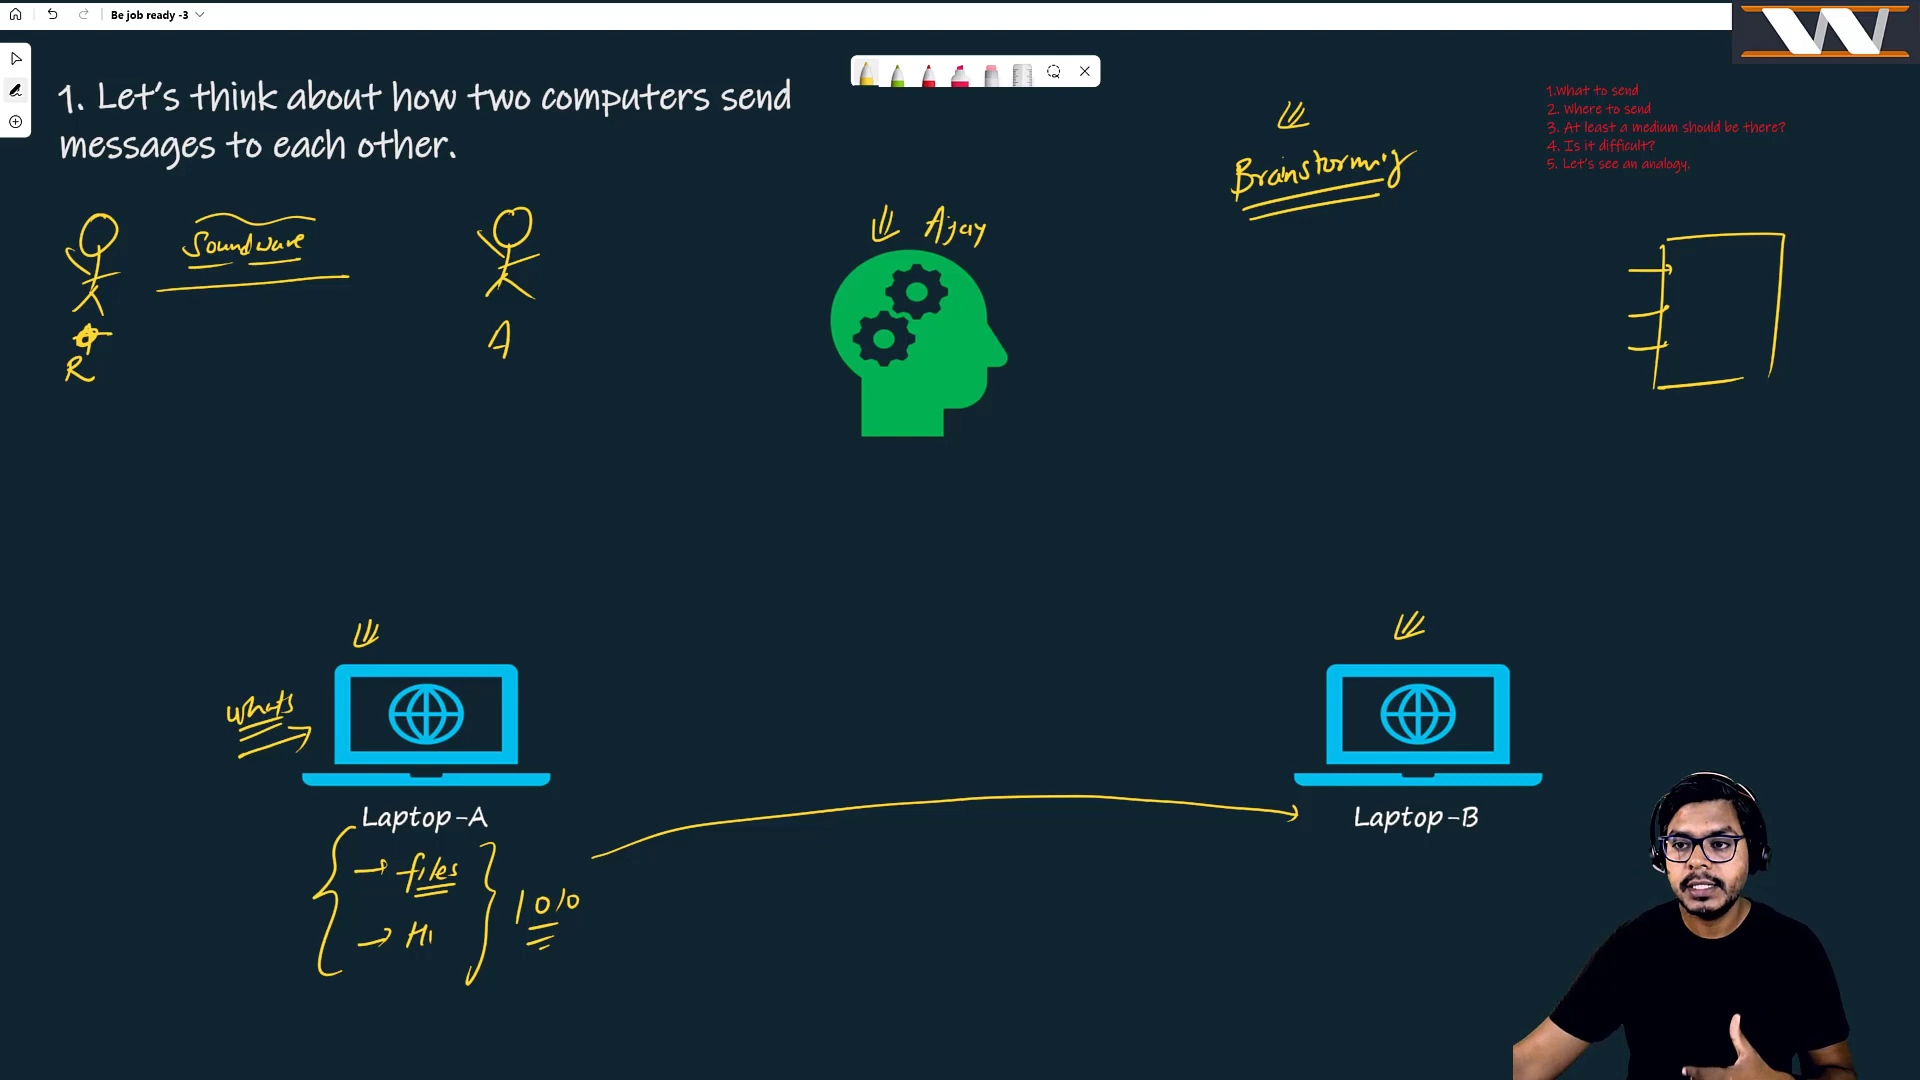 Be job ready -3
1. Let's think about how two computers send
messages to each other.
1.What to send
2. Where to send
3. At least a medium should be there?
4. Is it difficult?
5. Let's see an analogy.
Brainstorming
Soundwave
Ajay
R
A
whats
Laptop-A
Laptop-B
files
Hi
1010